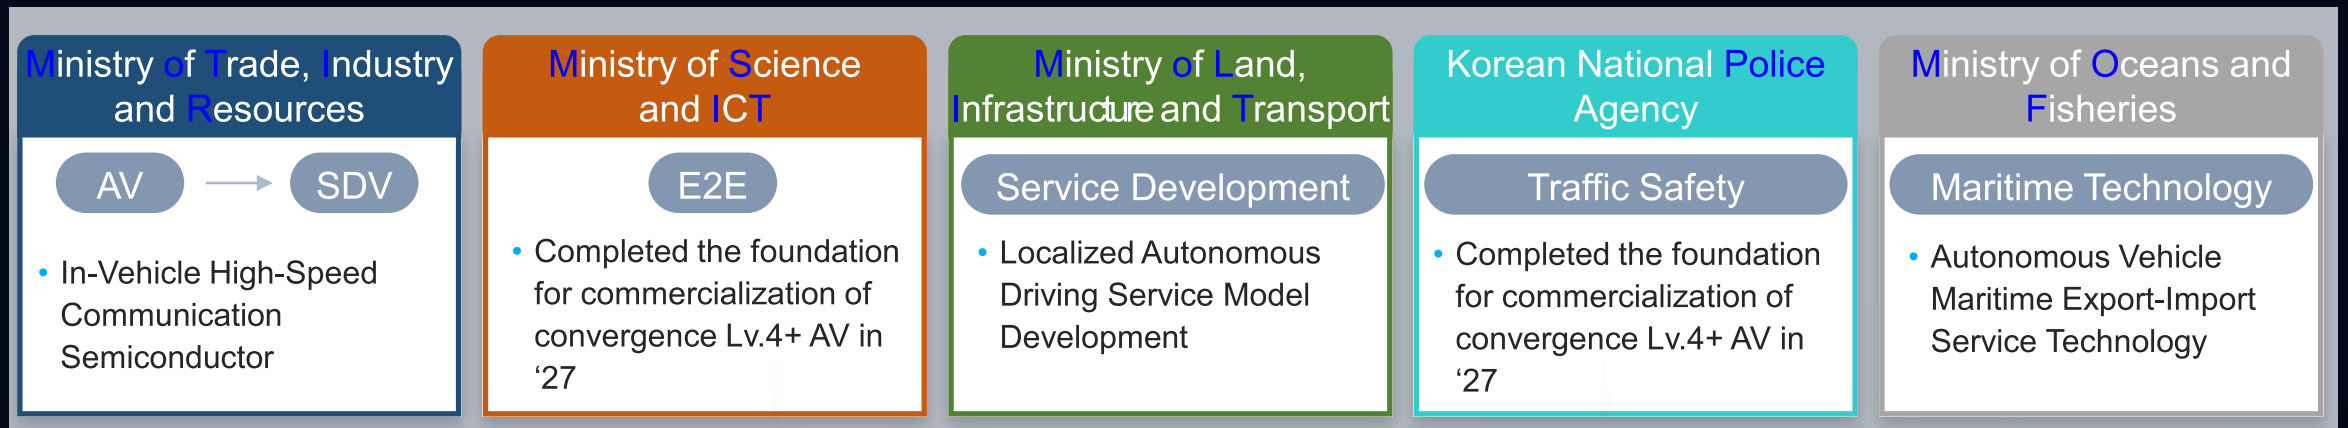 Ministry of Trade, Industry
and Resources
AV
SDV
• In-Vehicle High-Speed
Communication
Semiconductor
Ministry of Science
and ICT
E2E
• Completed the foundation
for commercialization of
convergence Lv.4+ AV in
‘27
Ministry of Land,
Infrastructure and Transport
Service Development
• Localized Autonomous
Driving Service Model
Development
Korean National Police
Agency
Traffic Safety
• Completed the foundation
for commercialization of
convergence Lv.4+ AV in
‘27
Ministry of Oceans and
Fisheries
Maritime Technology
• Autonomous Vehicle
Maritime Export-Import
Service Technology